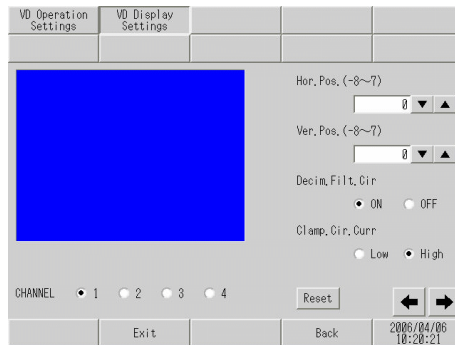 VD Operation
Settings
VD Display
Settings
Hor.Pos.(-8～7)
0
Ver.Pos.(-8～7)
0
Decim.Filt.Cir
ON OFF
Clamp.Cir.Curr
Low High
CHANNEL 1 2 3 4
Reset
Exit
Back
2006/04/06
10:20:21